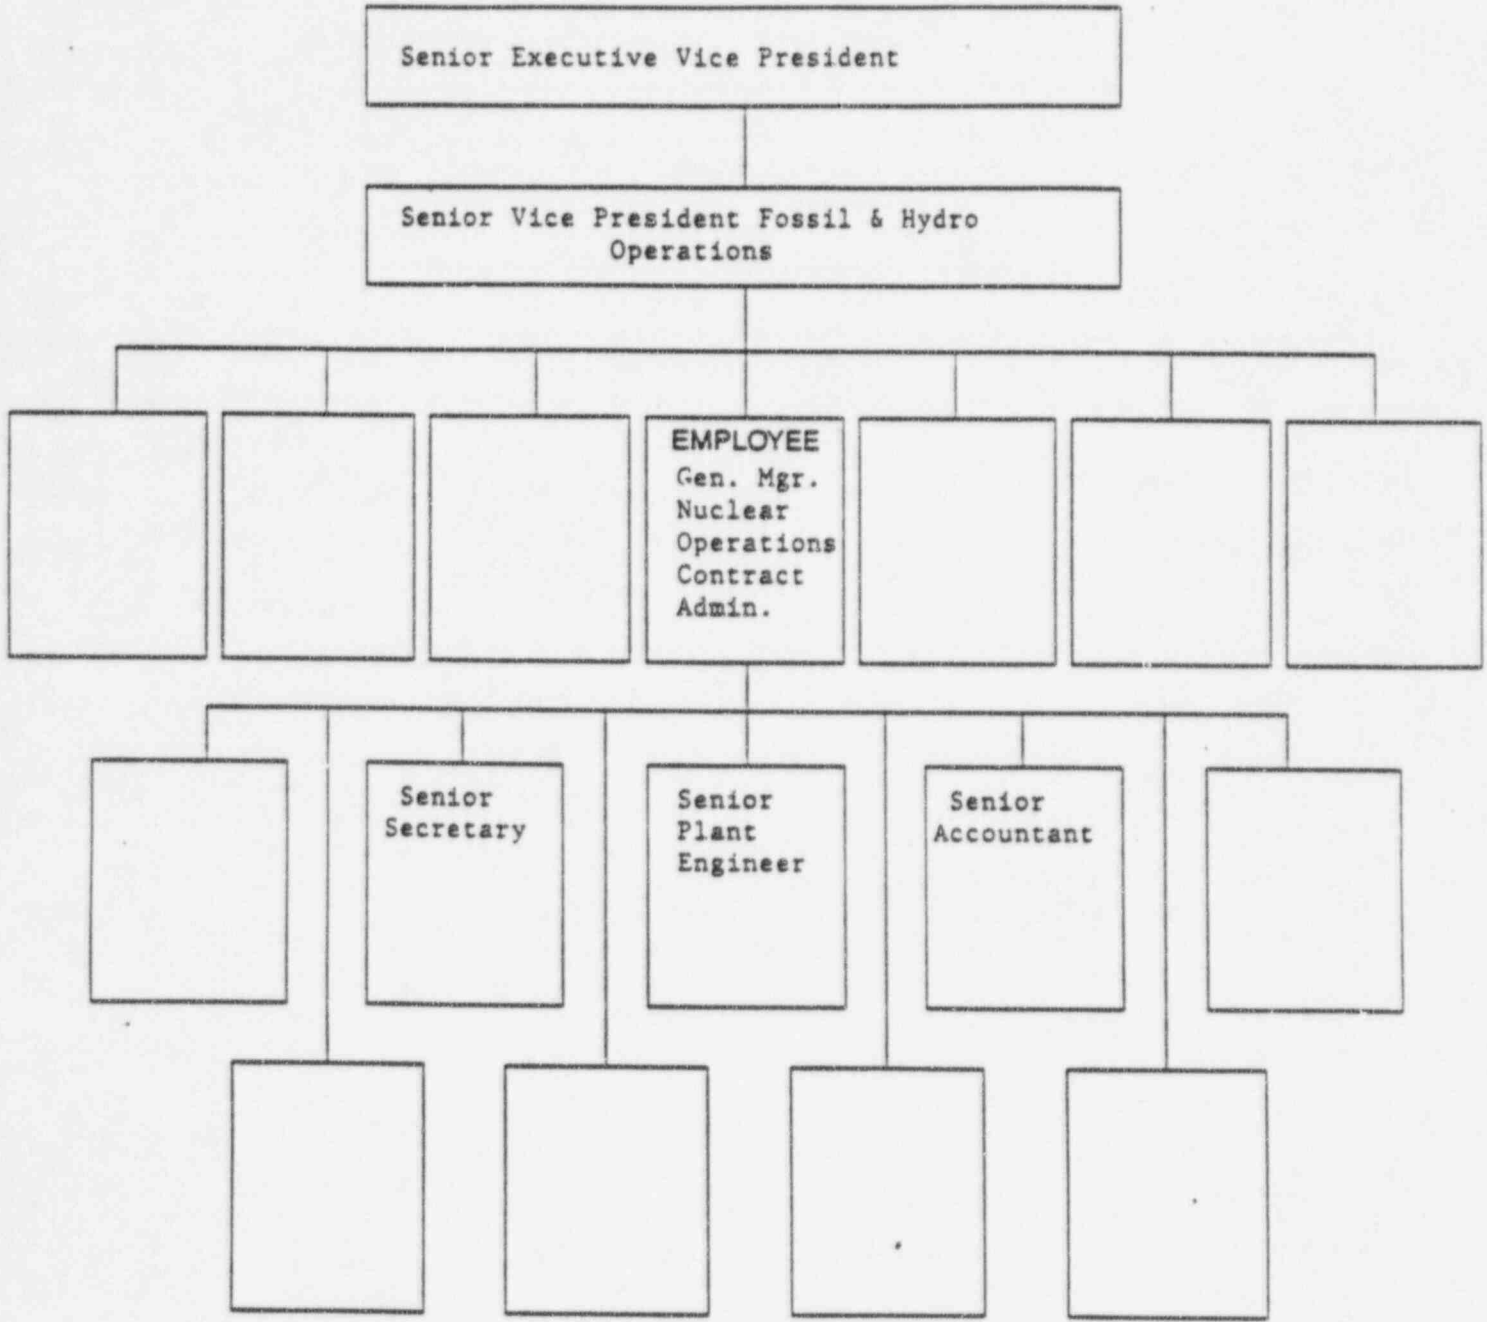 Senior Executive Vice President
Senior Vice President Fossil & Hydro
Operations
EMPLOYEE
Gen. Mgr.
Nuclear
Operations
Contract
Admin.
Senior
Secretary
Senior
Plant
Engineer
Senior
Accountant